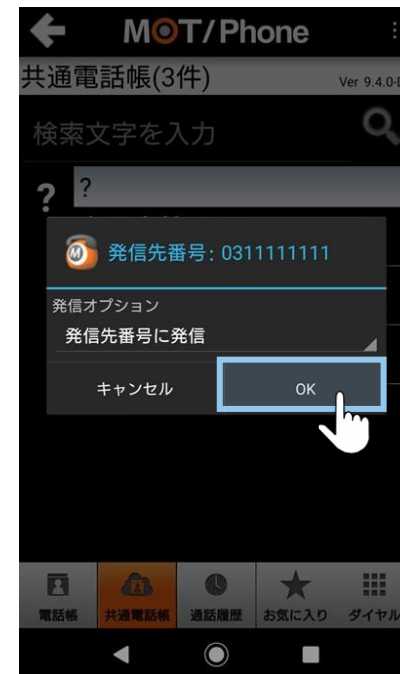 MOT/Phone
共通電話帳(3件)
Ver 9.4.0-
検索文字を入力
?
?
発信先番号: 0311111111
発信オプション
発信先番号に発信
キャンセル
OK
電話帳
共通電話帳
通話履歴
お気に入り
ダイヤル